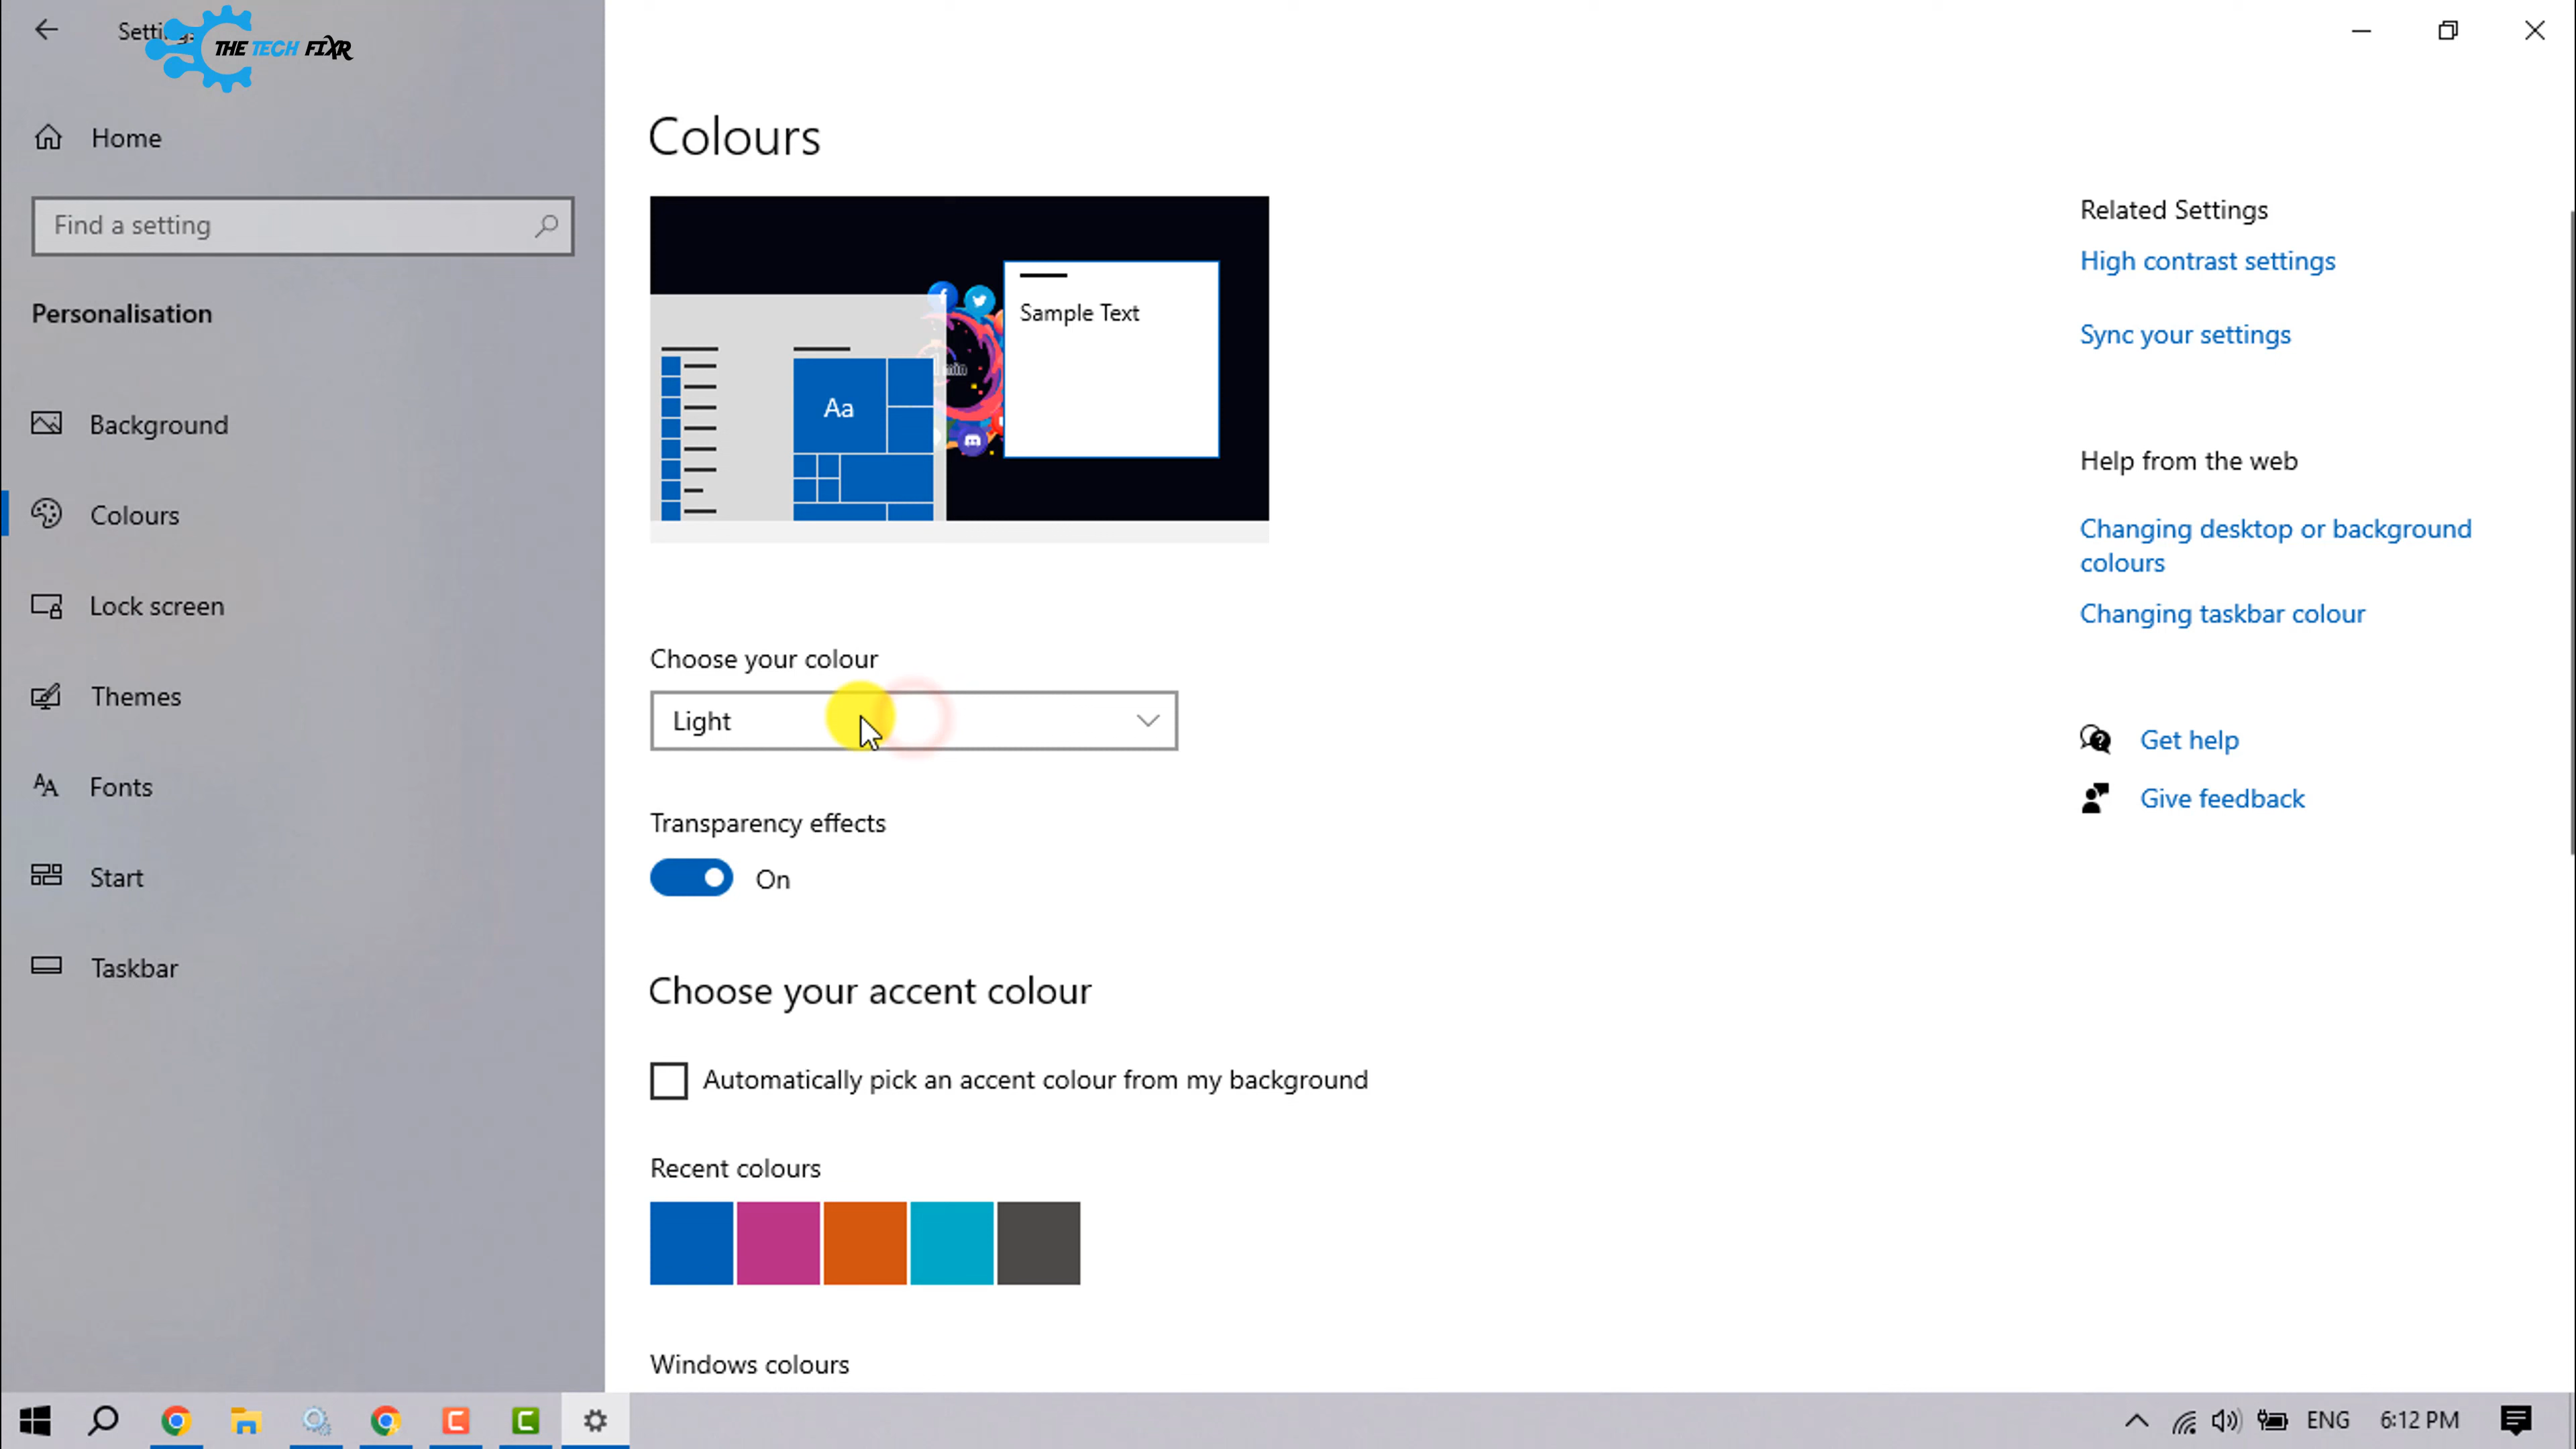 Settings
THE TECH FIXR
Home
Find a setting
Personalisation
Background
Colours
Lock screen
Themes
Fonts
Start
Taskbar
Colours
Sample Text
Aa
min
Choose your colour
Light
Transparency effects
On
Choose your accent colour
Automatically pick an accent colour from my background
Recent colours
Windows colours
Related Settings
High contrast settings
Sync your settings
Help from the web
Changing desktop or background
colours
Changing taskbar colour
Get help
Give feedback
ENG
6:12 PM